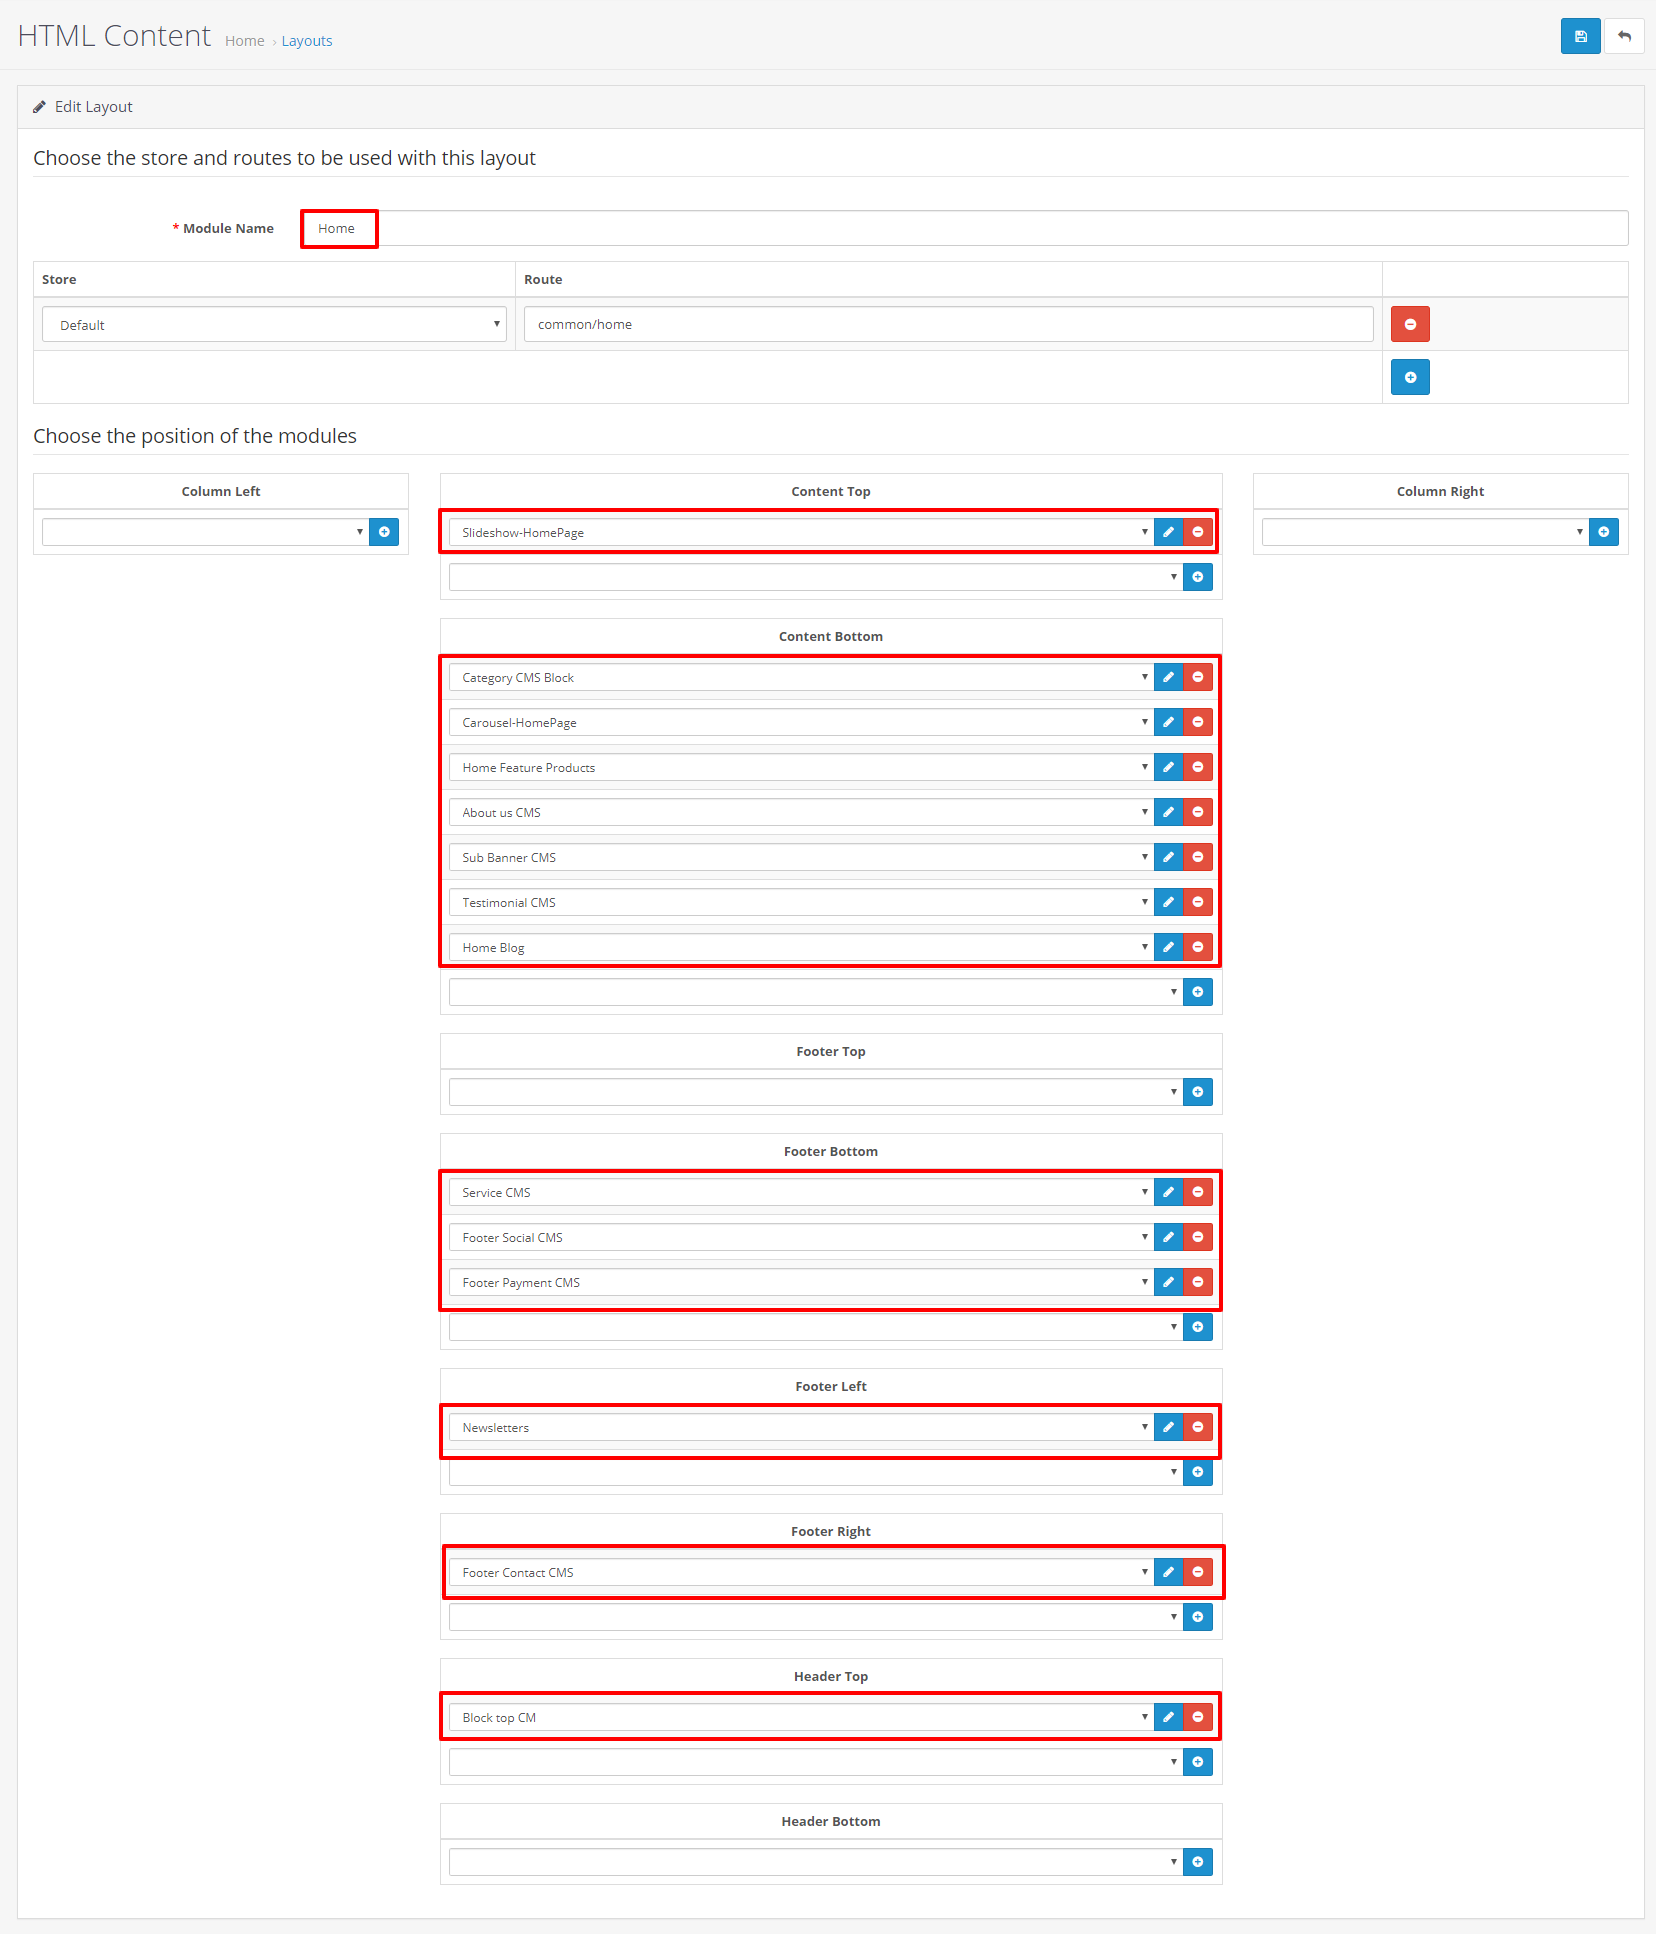 HTML Content Home › Layouts
Edit Layout
Choose the store and routes to be used with this layout
* Module Name Home
Store Route
Default common/home
Choose the position of the modules
Column Left Content Top Column Right
Slideshow-HomePage
Content Bottom
Category CMS Block
Carousel-HomePage
Home Feature Products
About us CMS
Sub Banner CMS
Testimonial CMS
Home Blog
Footer Top
Footer Bottom
Service CMS
Footer Social CMS
Footer Payment CMS
Footer Left
Newsletters
Footer Right
Footer Contact CMS
Header Top
Block top CM
Header Bottom